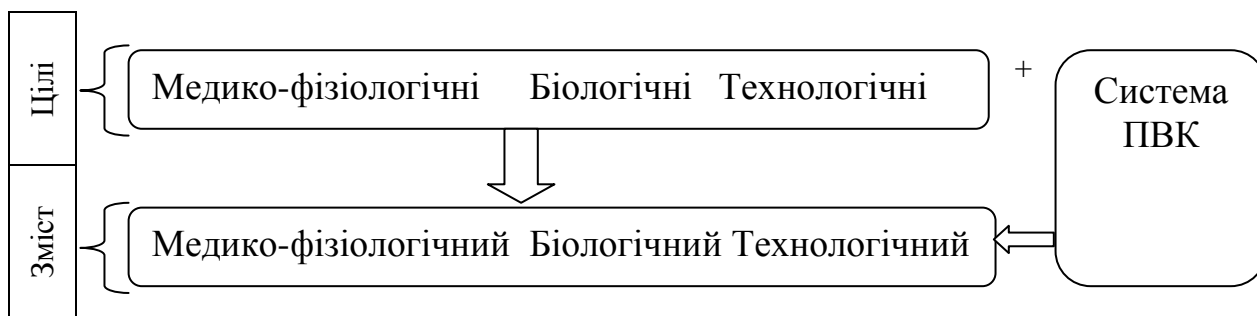 Цілі
Медико-фізіологічні Біологічні Технологічні
+
Система
ПВК
Зміст
Медико-фізіологічний Біологічний Технологічний